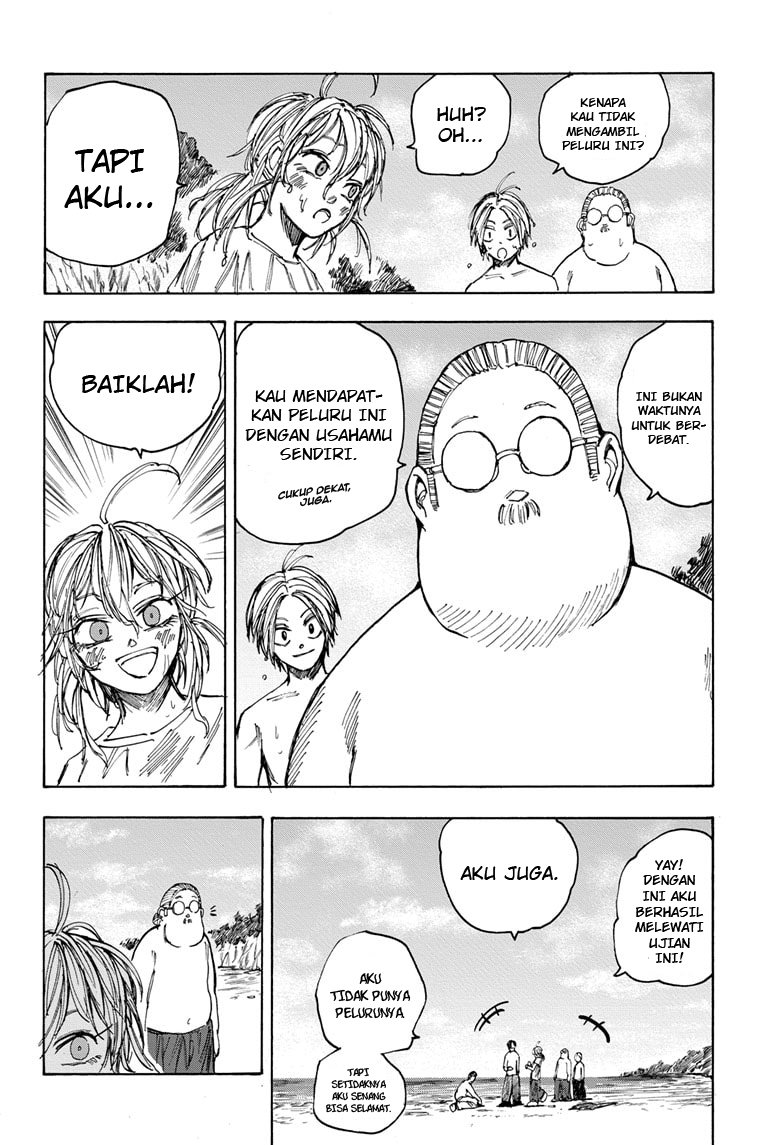 KENAPA
KAU TIDAK
MENGAMBIL
PELURU INI?
HUH?
OH...
TAPI
AKU...
INI BUKAN
WAKTUNYA
UNTUK BER-
DEBAT.
KAU MENDAPAT-
KAN PELURU INI
DENGAN USAHAMU
SENDIRI.
CUKUP DEKAT,
JUGA.
BAIKLAH!
YAY!
DENGAN
INI AKU
BERHASIL
MELEWATI
UJIAN
INI!
AKU JUGA.
AKU
TIDAK PUNYA
PELURUNYA
TAPI
SETIDAKNYA
AKU SENANG
BISA SELAMAT.